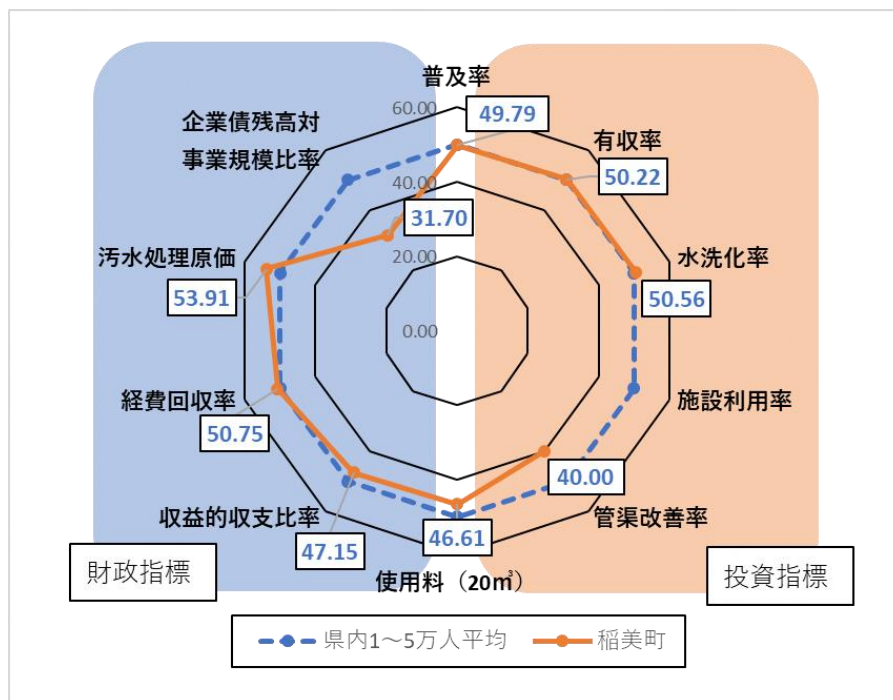 普及率
60.00
49.79
企業債残高対
事業規模比率
有収率
50.22
40.00
31.70
汚水処理原価
53.91
20.00
水洗化率
50.56
0.00
経費回収率
50.75
施設利用率
40.00
収益的収支比率
47.15
46.61
管渠改善率
使用料（20㎥）
財政指標
投資指標
県内1～5万人平均
稲美町